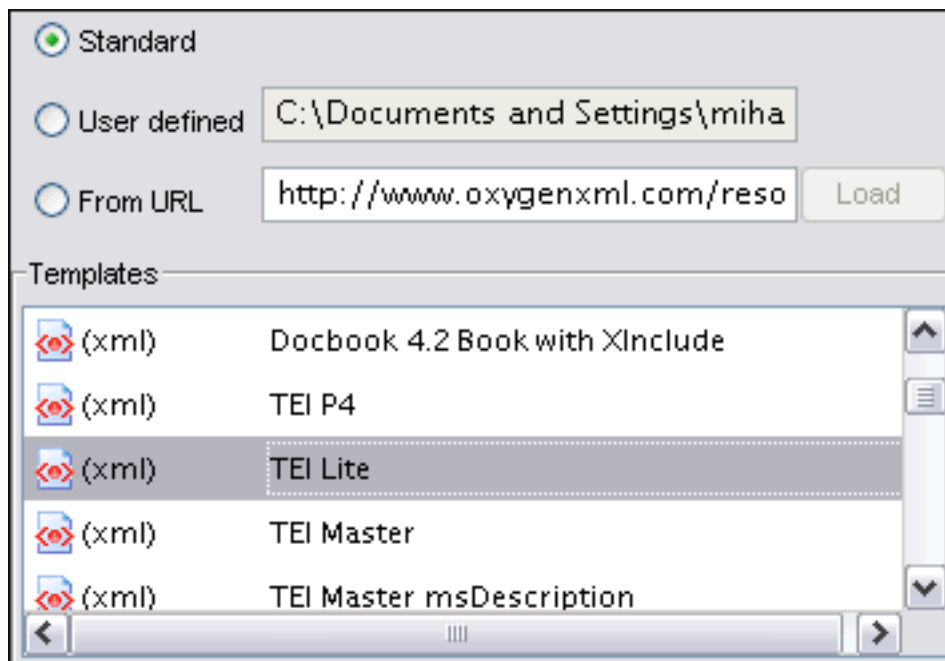 Standard
User defined C:\Documents and Settings\miha
From URL http://www.oxygenxml.com/reso Load
Templates
(xml) Docbook 4.2 Book with XInclude
(xml) TEI P4
(xml) TEI Lite
(xml) TEI Master
(xml) TEI Master msDescription